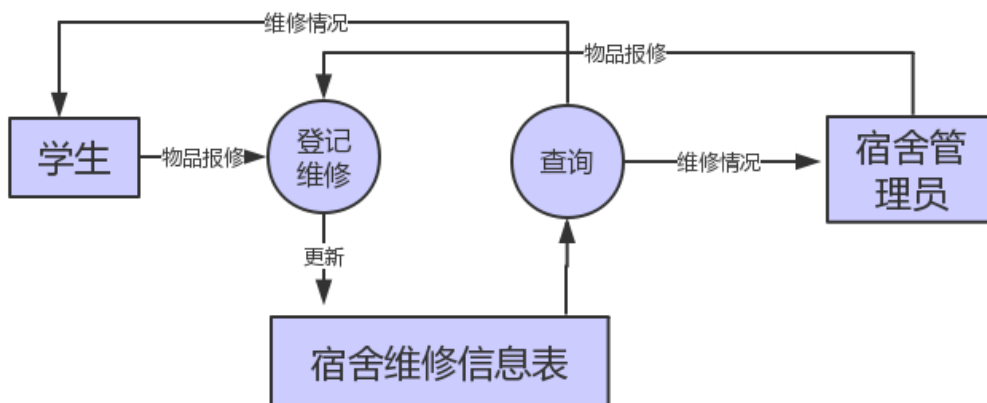 维修情况
物品报修
学生
物品报修
登记
维修
查询
维修情况
宿舍管
理员
更新
宿舍维修信息表